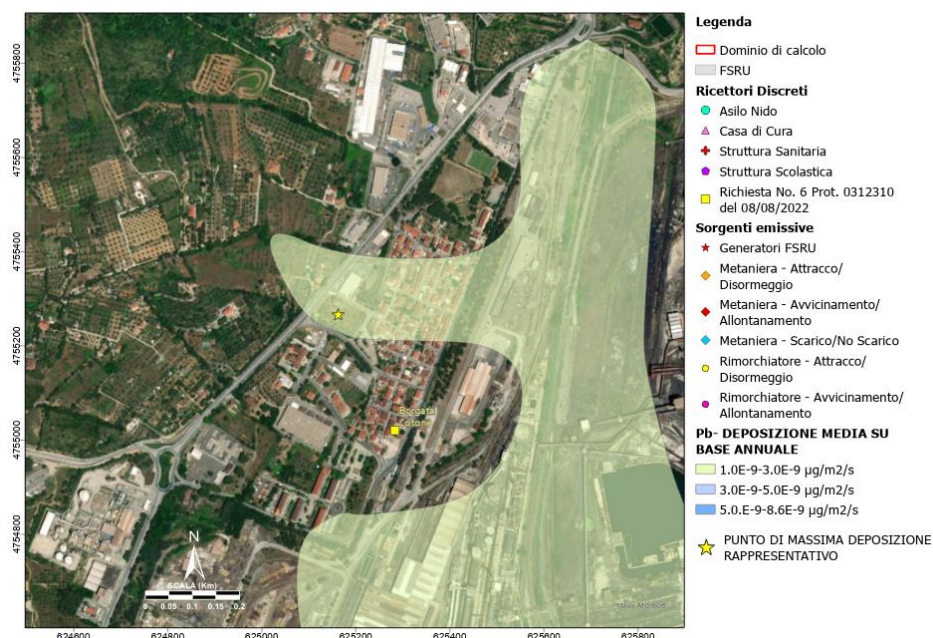 Legenda
Dominio di calcolo
FSRU
Ricettori Discreti
Asilo Nido
Casa di Cura
Struttura Sanitaria
Struttura Scolastica
Richiesta No. 6 Prot. 0312310
del 08/08/2022
Sorgenti emissive
Generatori FSRU
Metaniera - Attracco/
Disormeggio
Metaniera - Avvicinamento/
Allontanamento
Metaniera - Scarico/No Scarico
Rimorchiatore - Attracco/
Disormeggio
Rimorchiatore - Avvicinamento/
Allontanamento
Pb- DEPOSIZIONE MEDIA SU
BASE ANNUALE
1.0E-9-3.0E-9 µg/m2/s
3.0E-9-5.0E-9 µg/m2/s
5.0.E-9-8.6E-9 µg/m2/s
PUNTO DI MASSIMA DEPOSIZIONE
RAPPRESENTATIVO
4755800
4755600
4755400
4755200
4755000
4754800
N
SCALA (Km)
0 0.05 0.1 0.15 0.2
624600 624800 625000 625200 625400 625600 625800